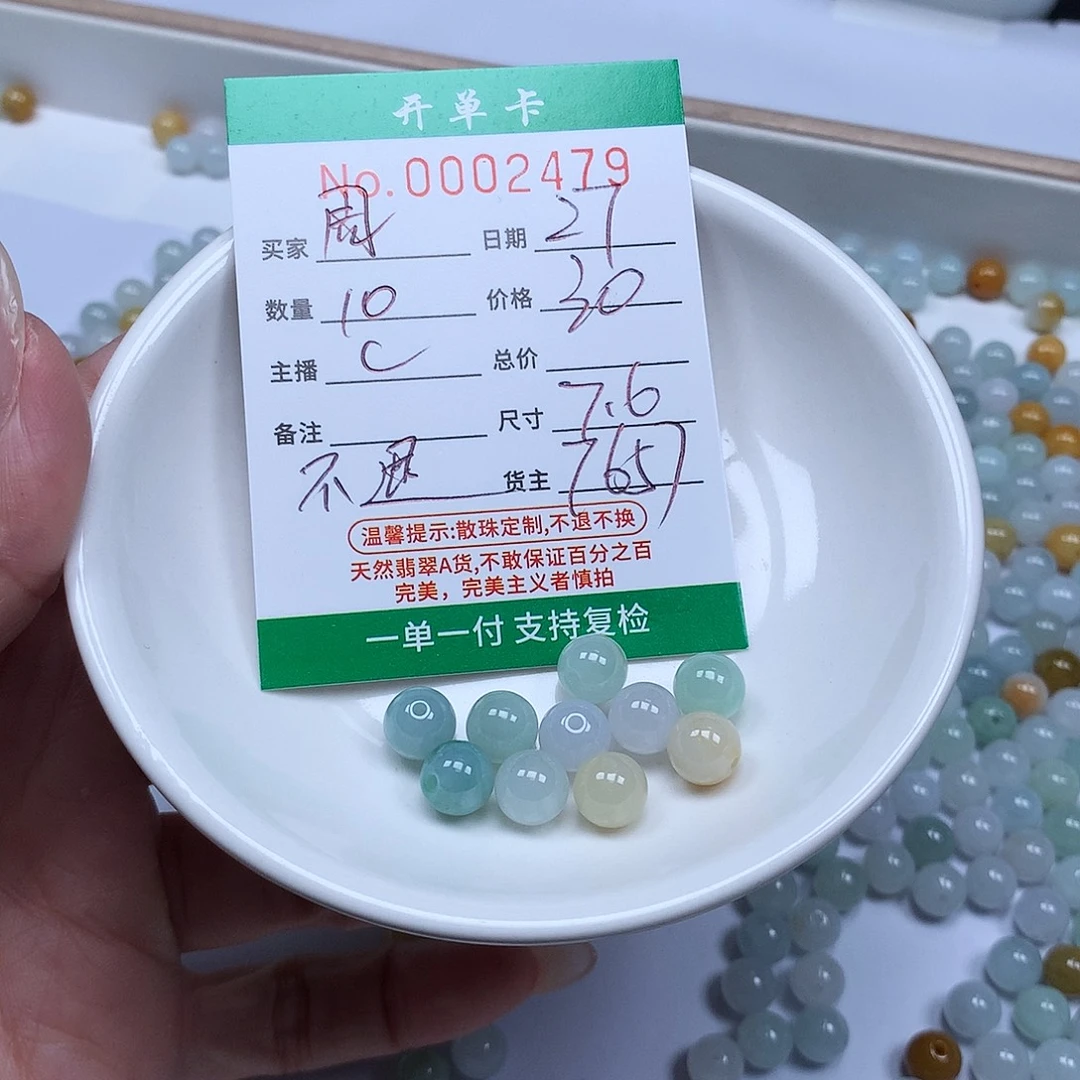 开单卡
No.0002479
买家 周 日期 27
数量 10 价格 30
主播 C 总价
备注 尺寸 7.6
不退 货主 (765)
温馨提示:散珠定制,不退不换
天然翡翠A货,不敢保证百分之百
完美，完美主义者慎拍
一单一付 支持复检